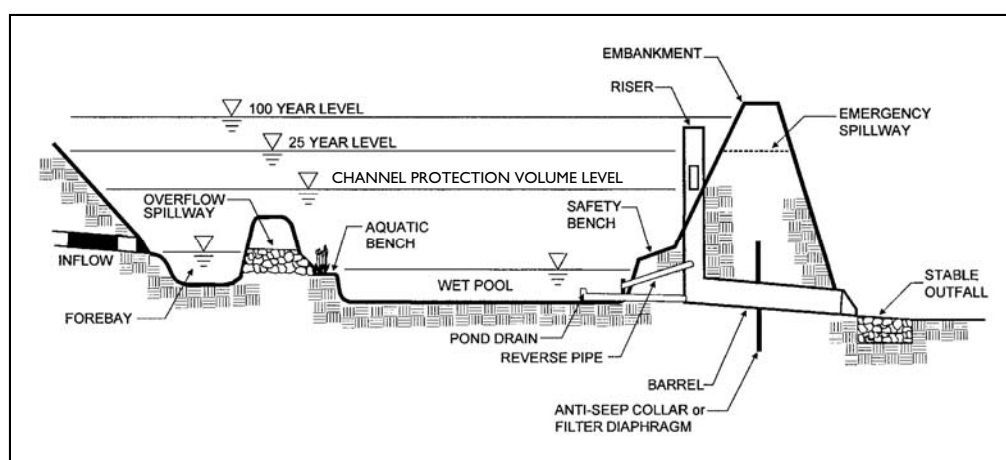 EMBANKMENT
RISER
100 YEAR LEVEL
EMERGENCY
SPILLWAY
25 YEAR LEVEL
CHANNEL PROTECTION VOLUME LEVEL
OVERFLOW
SPILLWAY
SAFETY
BENCH
AQUATIC
BENCH
INFLOW
WET POOL
STABLE
OUTFALL
FOREBAY
POND DRAIN
REVERSE PIPE
BARREL
ANTI-SEEP COLLAR or
FILTER DIAPHRAGM